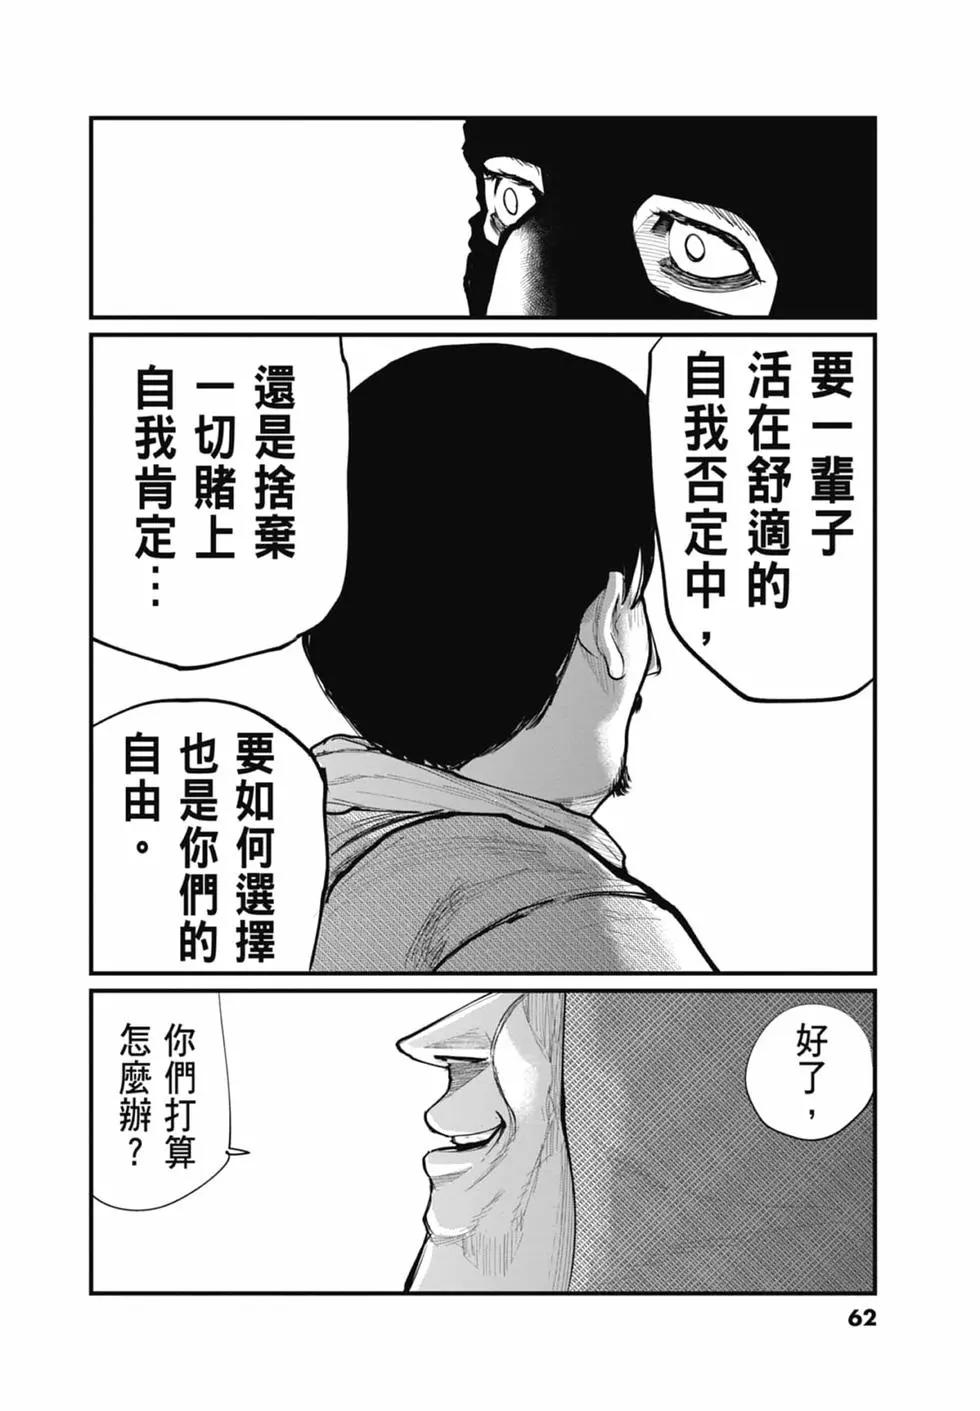 要一輩子
活在舒適的
自我否定中，
還是捨棄
一切賭上
自我肯定…
要如何選擇
也是你們的
自由。
好了，
你們打算
怎麼辦？
62